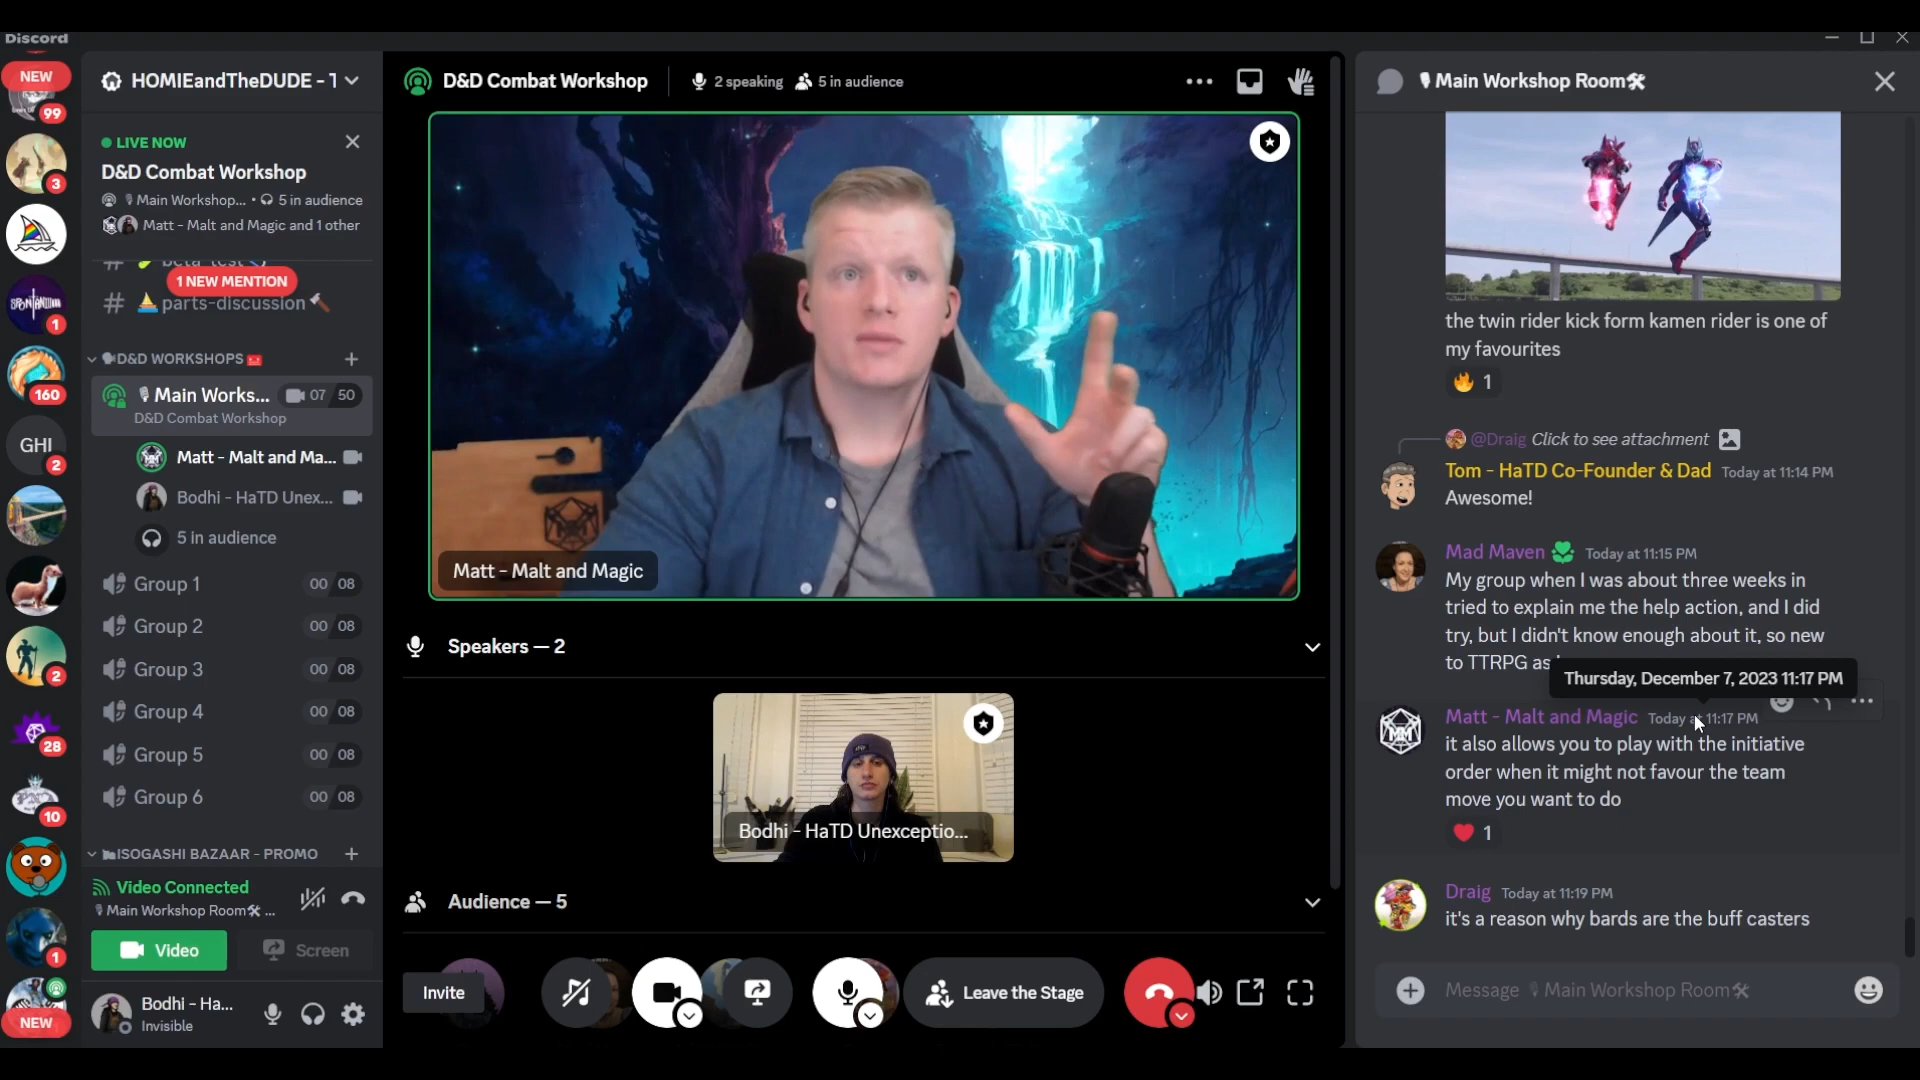 Discord
NEW
99
3
SPONTANIMM
1
160
GHI
2
2
28
10
1
NEW
HOMIEandTheDUDE - T
LIVE NOW
D&D Combat Workshop
Main Workshop... • 5 in audience
Matt - Malt and Magic and 1 other
# beta-test
1 NEW MENTION
# parts-discussion
D&D WORKSHOPS
Main Works... 07 50
D&D Combat Workshop
Matt - Malt and Ma...
Bodhi - HaTD Unex...
5 in audience
Group 1 00 08
Group 2 00 08
Group 3 00 08
Group 4 00 08
Group 5 00 08
Group 6 00 08
ISOGASHI BAZAAR - PROMO
Video Connected
Main Workshop Room ...
Video
Screen
Bodhi - Ha...
Invisible
D&D Combat Workshop
2 speaking 5 in audience
Matt - Malt and Magic
Speakers — 2
Bodhi - HaTD Unexceptio...
Audience — 5
Invite
Leave the Stage
Main Workshop Room
the twin rider kick form kamen rider is one of
my favourites
1
@Draig Click to see attachment
Tom - HaTD Co-Founder & Dad Today at 11:14 PM
Awesome!
Mad Maven Today at 11:15 PM
My group when I was about three weeks in
tried to explain me the help action, and I did
try, but I didn't know enough about it, so new
to TTRPG as
Thursday, December 7, 2023 11:17 PM
Matt - Malt and Magic Today at 11:17 PM
it also allows you to play with the initiative
order when it might not favour the team
move you want to do
1
Draig Today at 11:19 PM
it's a reason why bards are the buff casters
Message Main Workshop Room